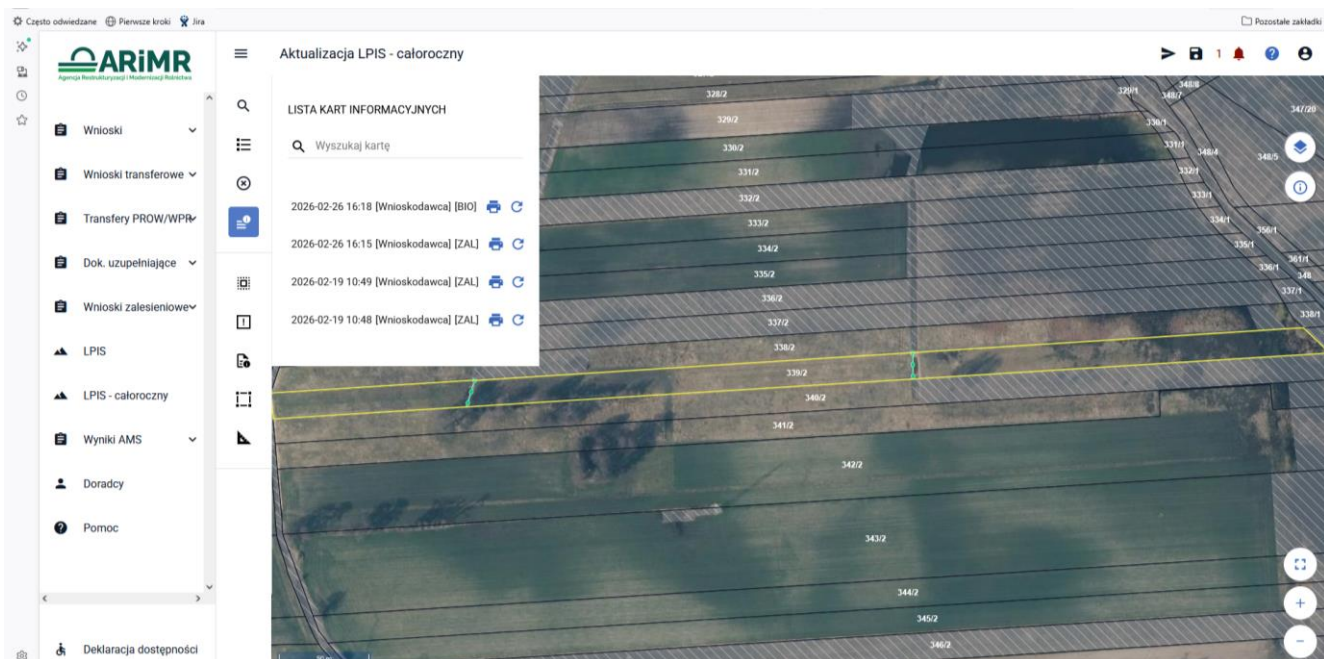 Często odwiedzane Pierwsze kroki Jira Pozostałe zakładki
ARiMR
Agencja Restrukturyzacji i Modernizacji Rolnictwa
Aktualizacja LPIS - całoroczny
1
Wnioski
Wnioski transferowe
Transfery PROW/WPR
Dok. uzupełniające
Wnioski zalesieniowe
LPIS
LPIS - całoroczny
Wyniki AMS
Doradcy
Pomoc
Deklaracja dostępności
LISTA KART INFORMACYJNYCH
Wyszukaj kartę
2026-02-26 16:18 [Wnioskodawca] [BIO]
2026-02-26 16:15 [Wnioskodawca] [ZAL]
2026-02-19 10:49 [Wnioskodawca] [ZAL]
2026-02-19 10:48 [Wnioskodawca] [ZAL]
328/2
329/2
330/2
331/2
332/2
333/2
334/2
335/2
336/2
337/2
338/2
339/2
340/2
341/2
342/2
343/2
344/2
345/2
346/2
329/1
348/8
348/7
347/20
330/1
331/1
348/4
348/5
332/1
333/1
334/1
356/1
335/1
361/1
336/1
348
337/1
338/1